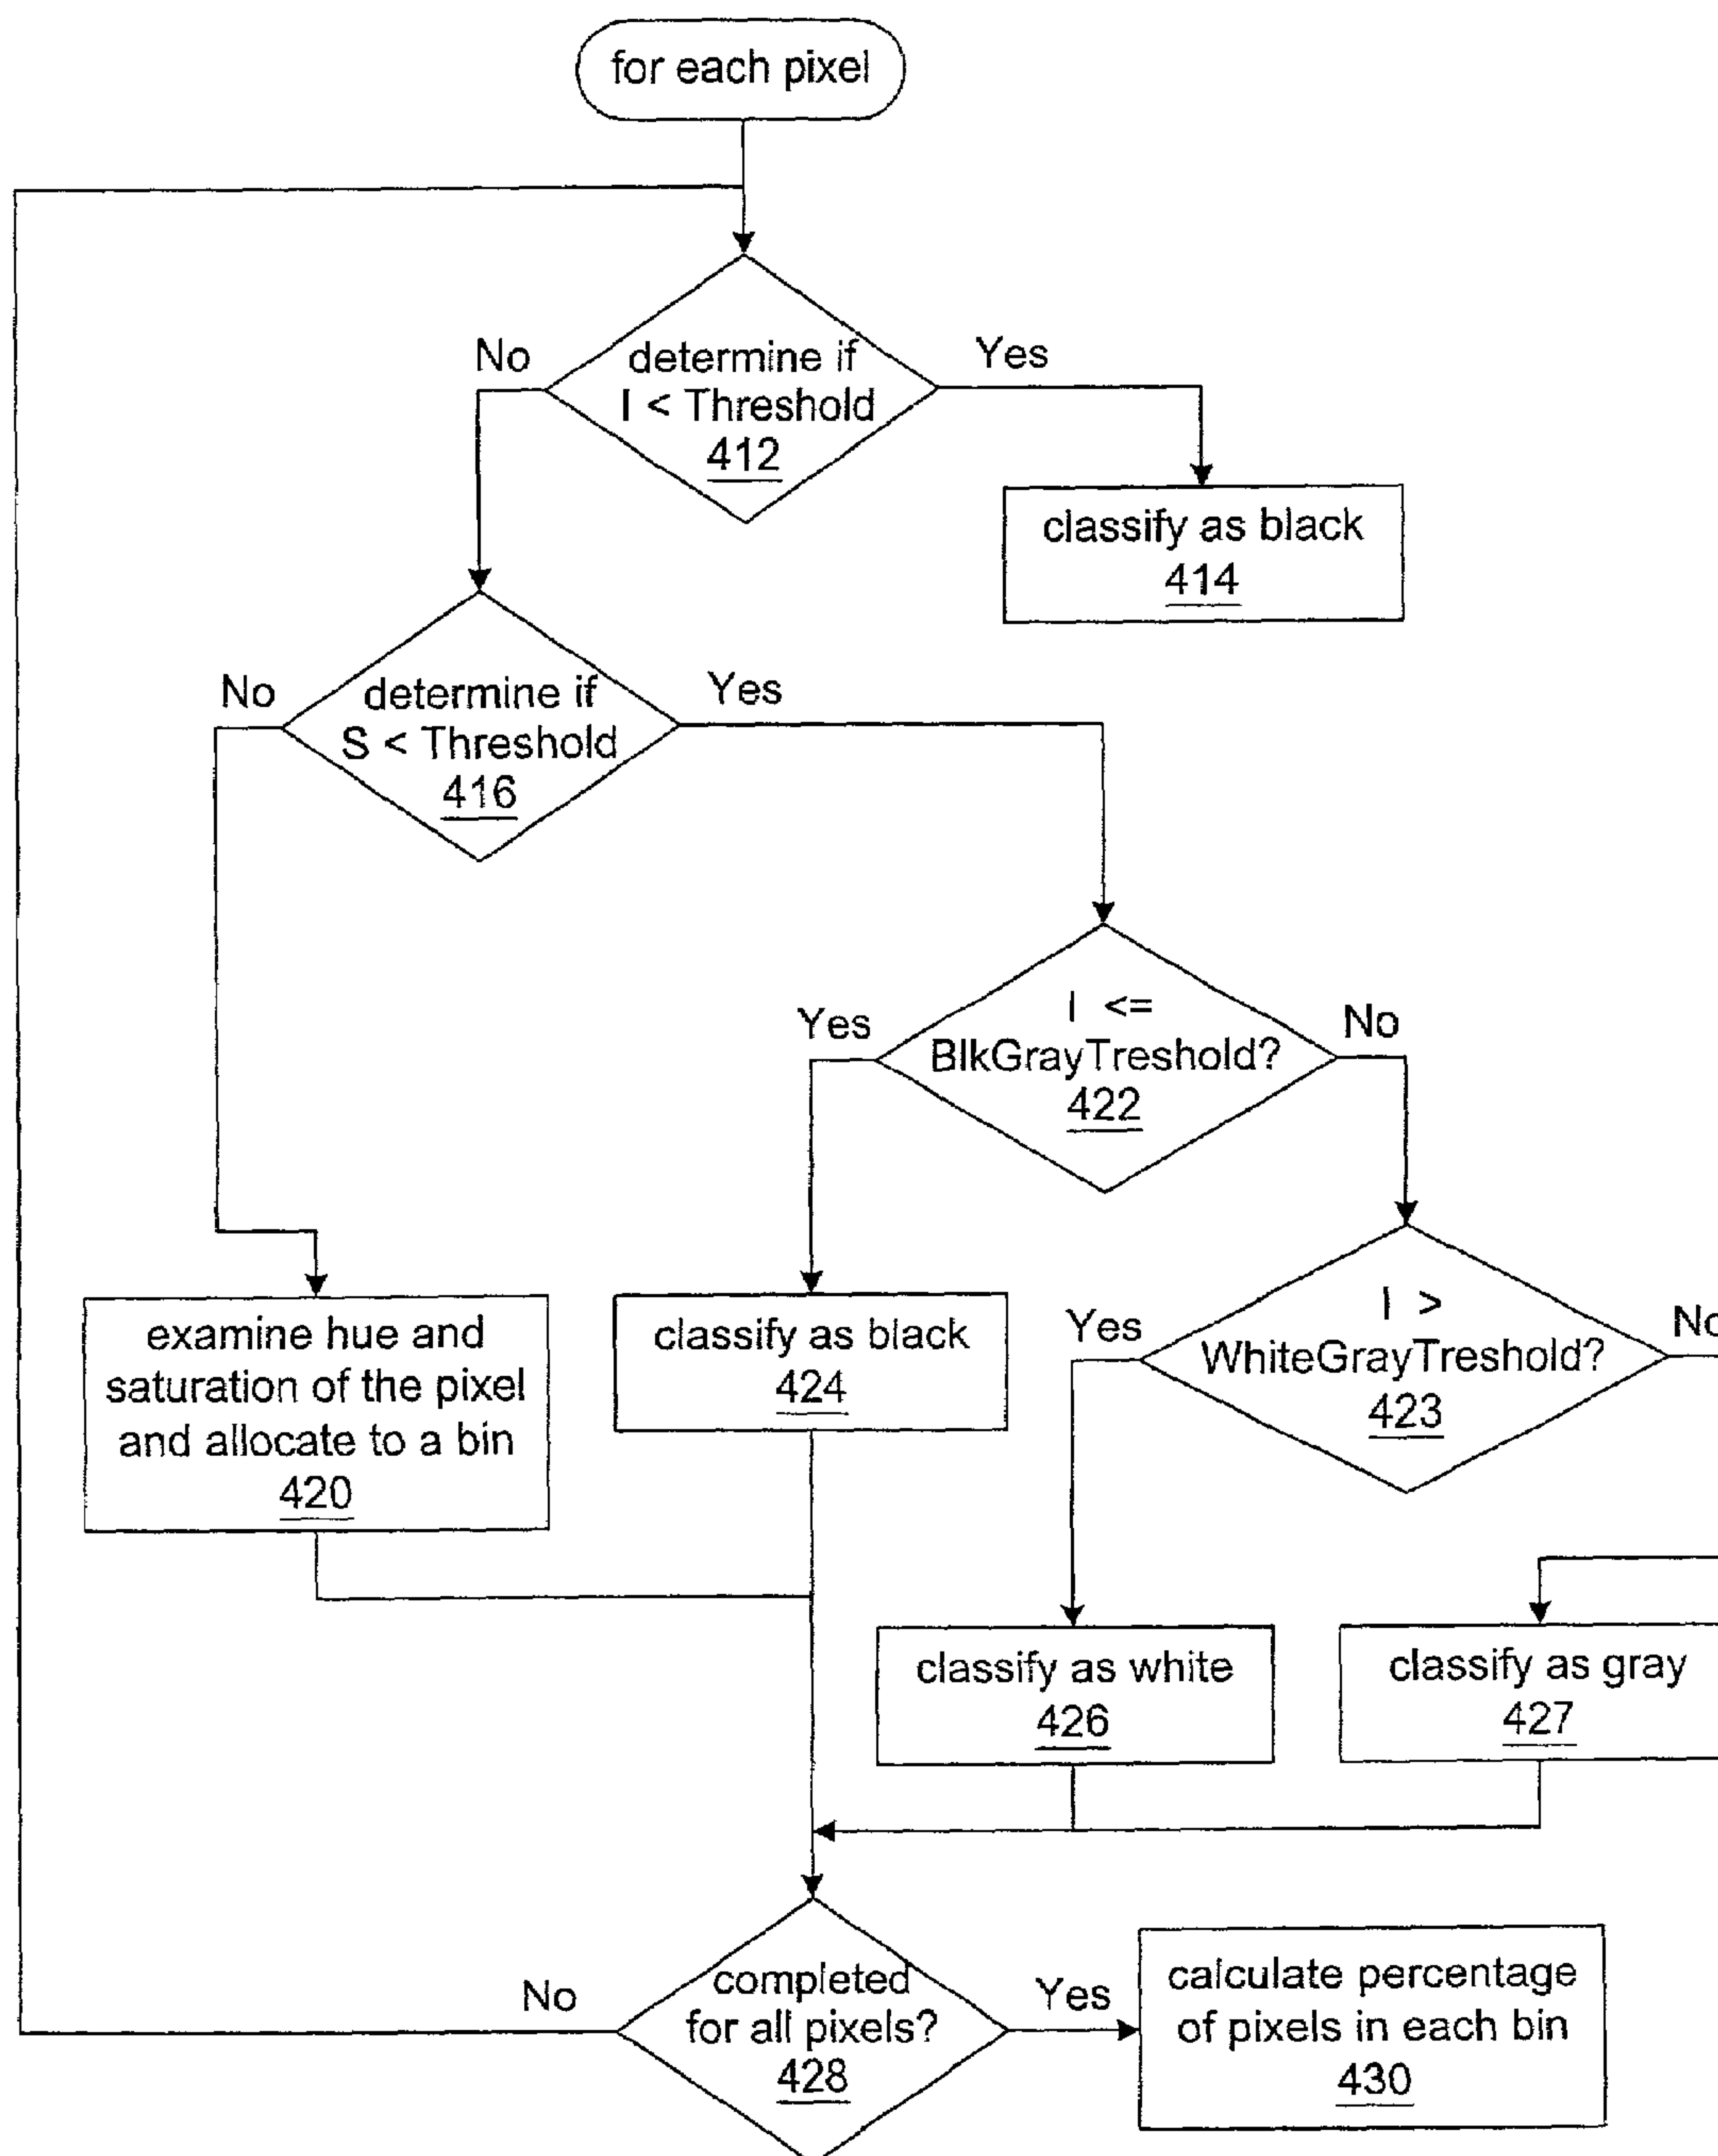 for each pixel
No
determine if
I < Threshold
412
Yes
classify as black
414
No
determine if
S < Threshold
416
Yes
Yes
I <=
BlkGrayTreshold?
422
No
examine hue and
saturation of the pixel
and allocate to a bin
420
classify as black
424
Yes
I >
WhiteGrayTreshold?
423
No
classify as white
426
classify as gray
427
No
completed
for all pixels?
428
Yes
calculate percentage
of pixels in each bin
430